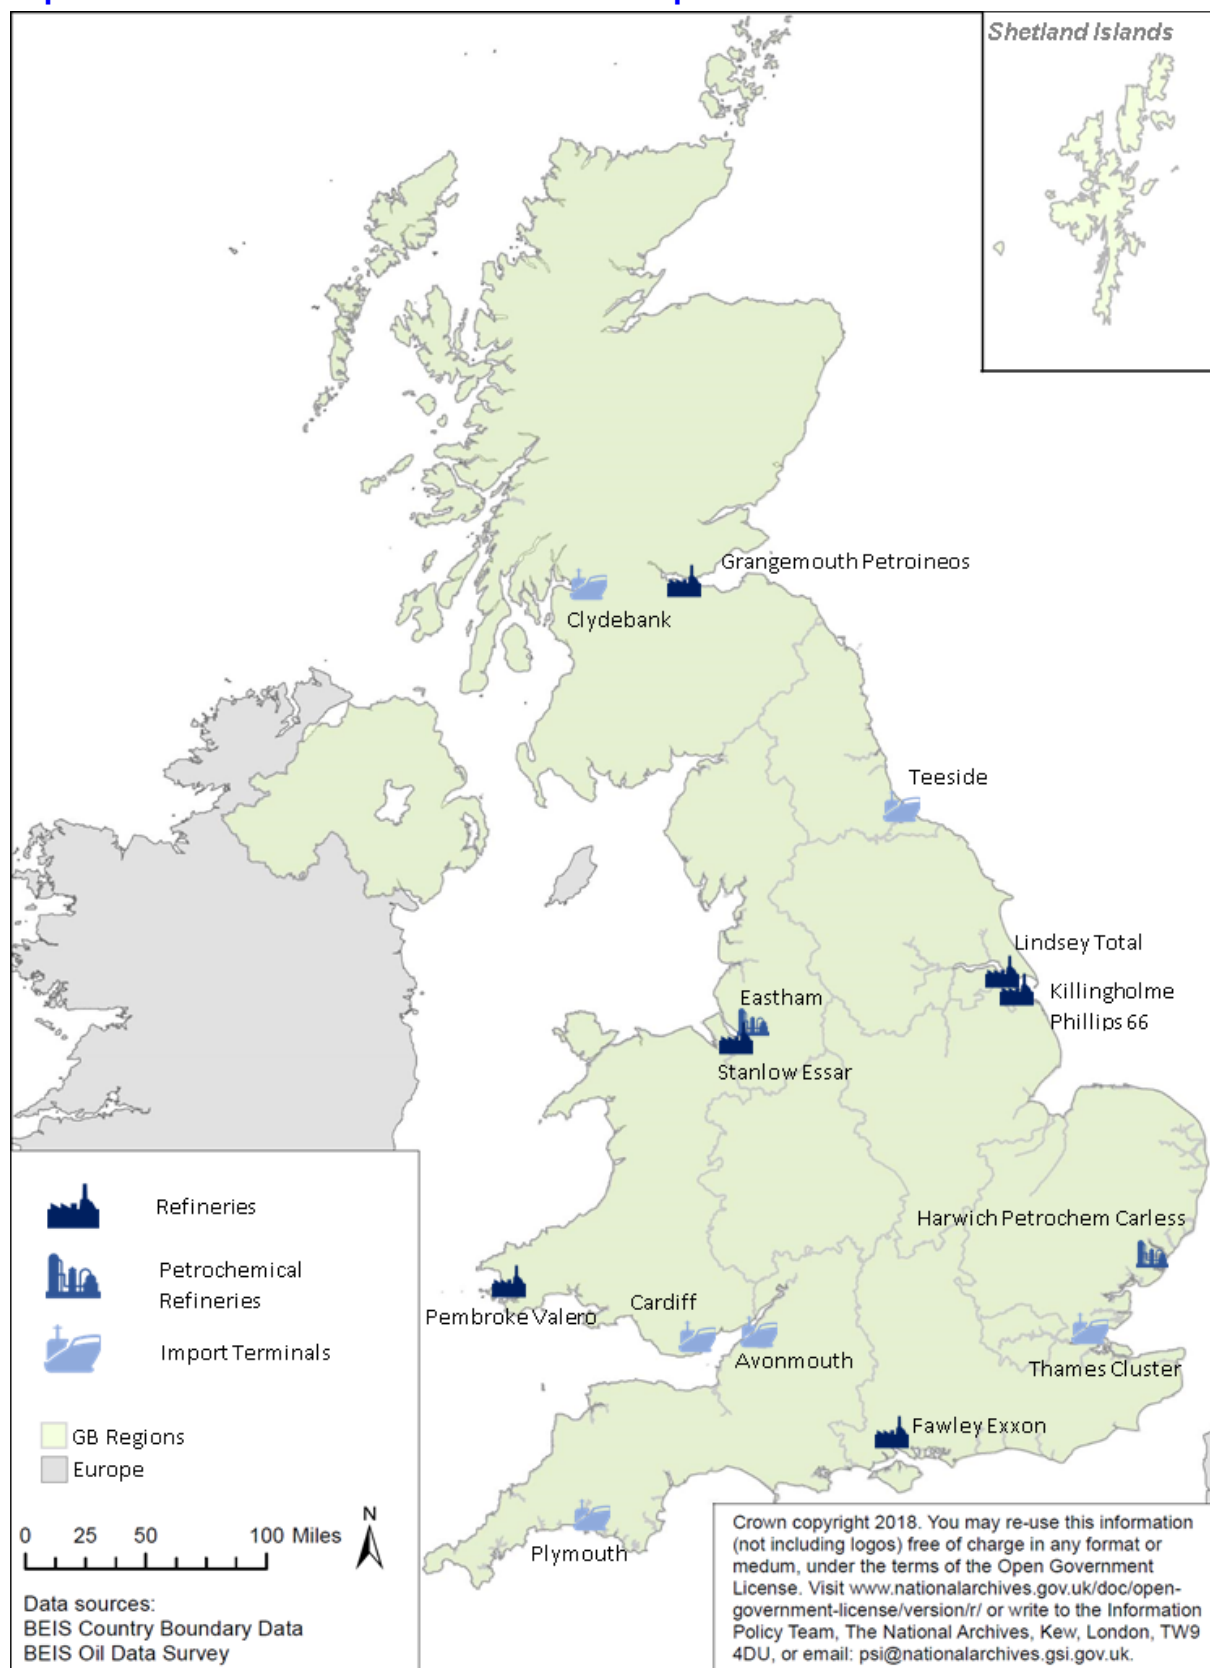 Shetland Islands
Grangemouth Petroineos
Clydebank
Teeside
Lindsey Total
Killingholme
Phillips 66
Eastham
Stanlow Essar
Harwich Petrochem Carless
Pembroke Valero
Cardiff
Avonmouth
Thames Cluster
Fawley Exxon
Plymouth
Refineries
Petrochemical
Refineries
Import Terminals
GB Regions
Europe
0 25 50 100 Miles
N
Data sources:
BEIS Country Boundary Data
BEIS Oil Data Survey
Crown copyright 2018. You may re-use this information
(not including logos) free of charge in any format or
medum, under the terms of the Open Government
License. Visit www.nationalarchives.gov.uk/doc/open-
government-license/version/r/ or write to the Information
Policy Team, The National Archives, Kew, London, TW9
4DU, or email: psi@nationalarchives.gsi.gov.uk.